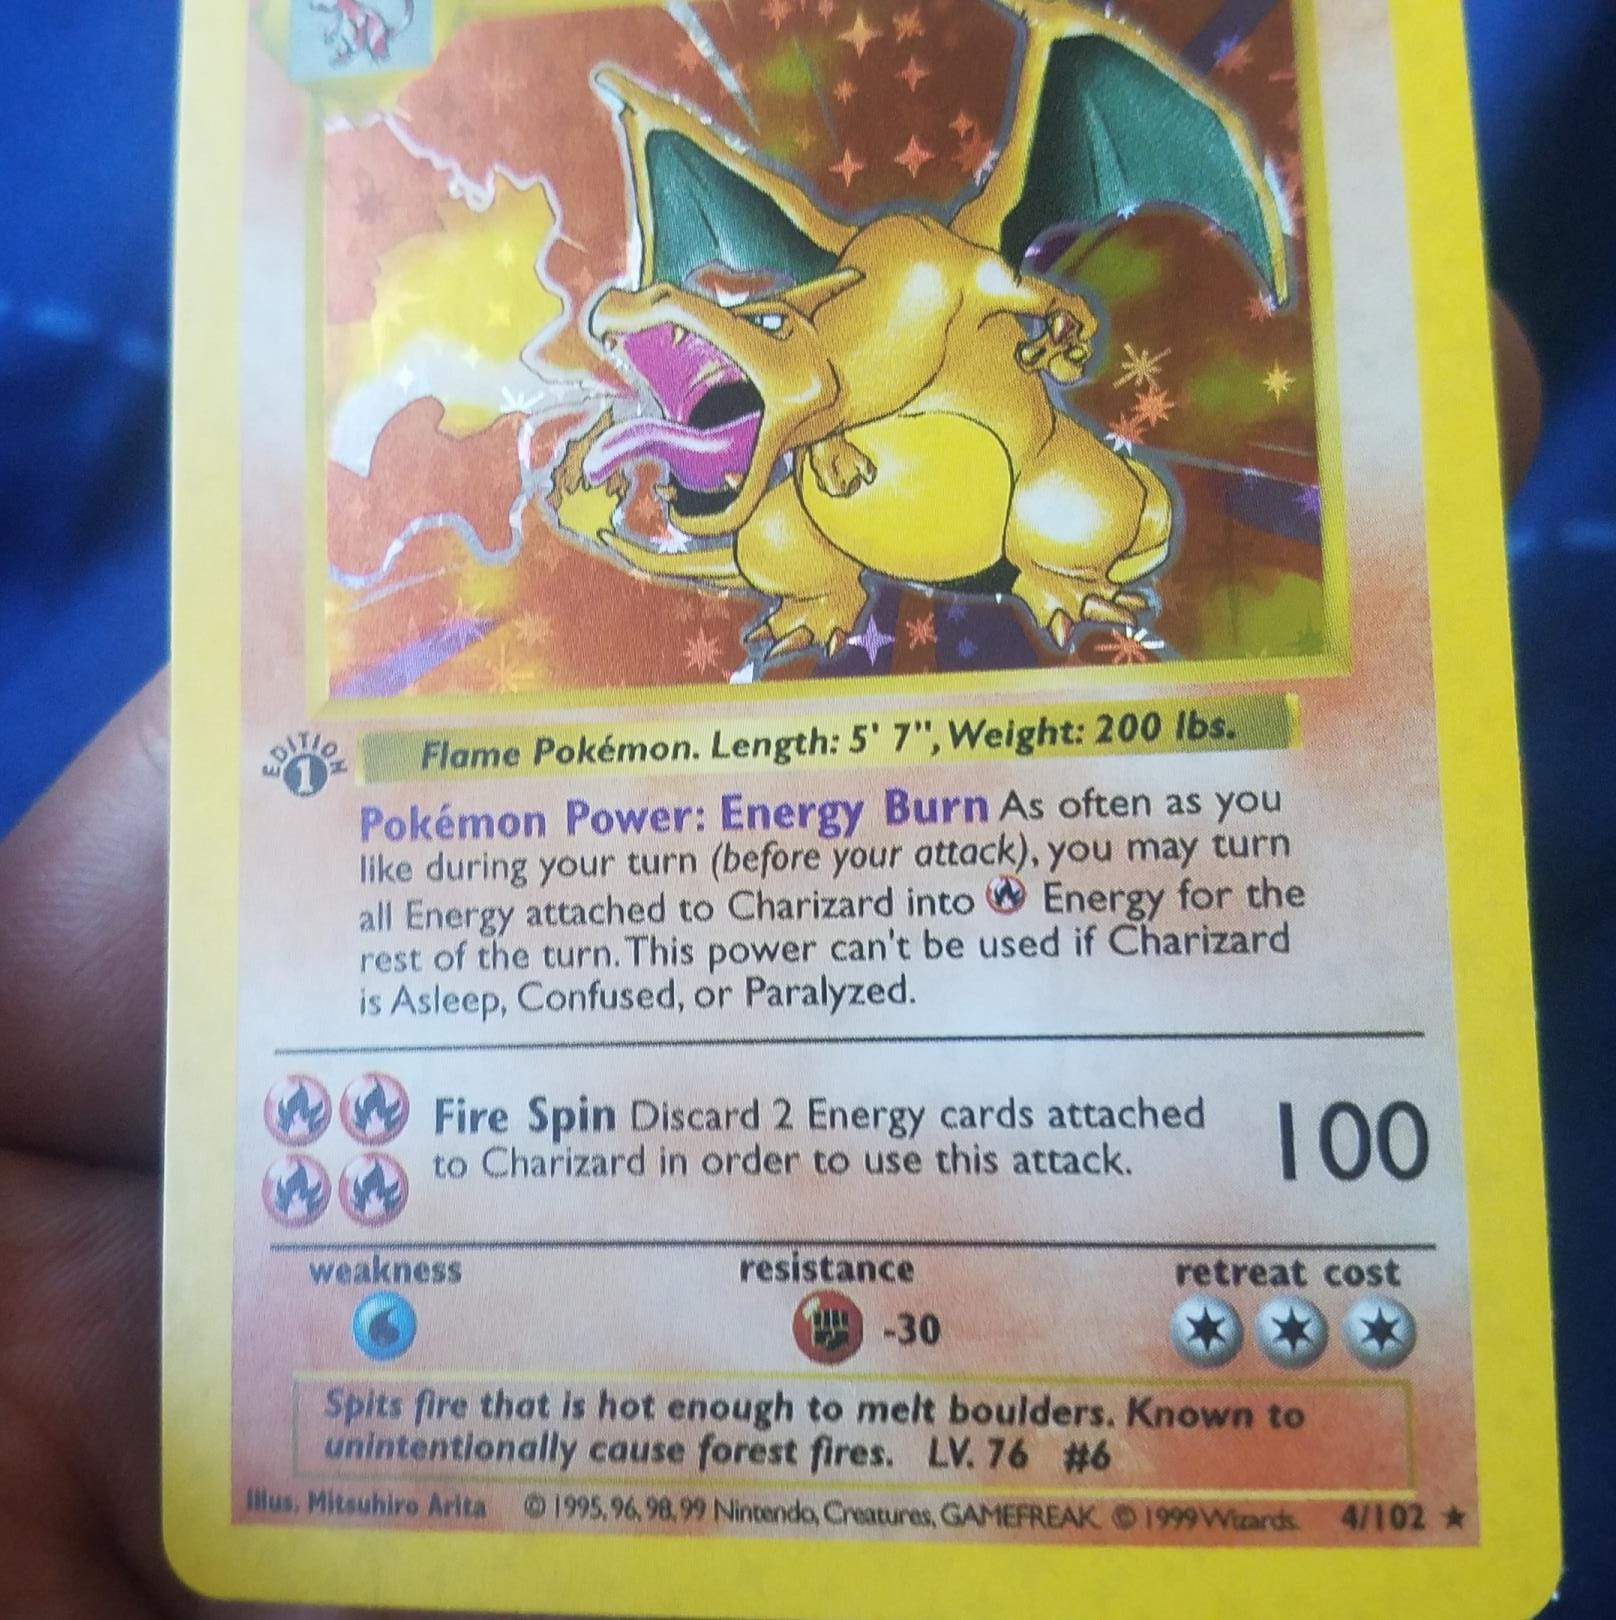 Flame Pokémon. Length: 5' 7", Weight: 200 lbs.
EDITION
1
Pokémon Power: Energy Burn As often as you
like during your turn (before your attack), you may turn
all Energy attached to Charizard into Energy for the
rest of the turn. This power can't be used if Charizard
is Asleep, Confused, or Paralyzed.
Fire Spin Discard 2 Energy cards attached
to Charizard in order to use this attack.
100
weakness
resistance
retreat cost
-30
Spits fire that is hot enough to melt boulders. Known to
unintentionally cause forest fires. LV. 76 #6
Illus. Mitsuhiro Arita © 1995, 96, 98, 99 Nintendo, Creatures, GAMEFREAK. © 1999 Wizards. 4/102 ★